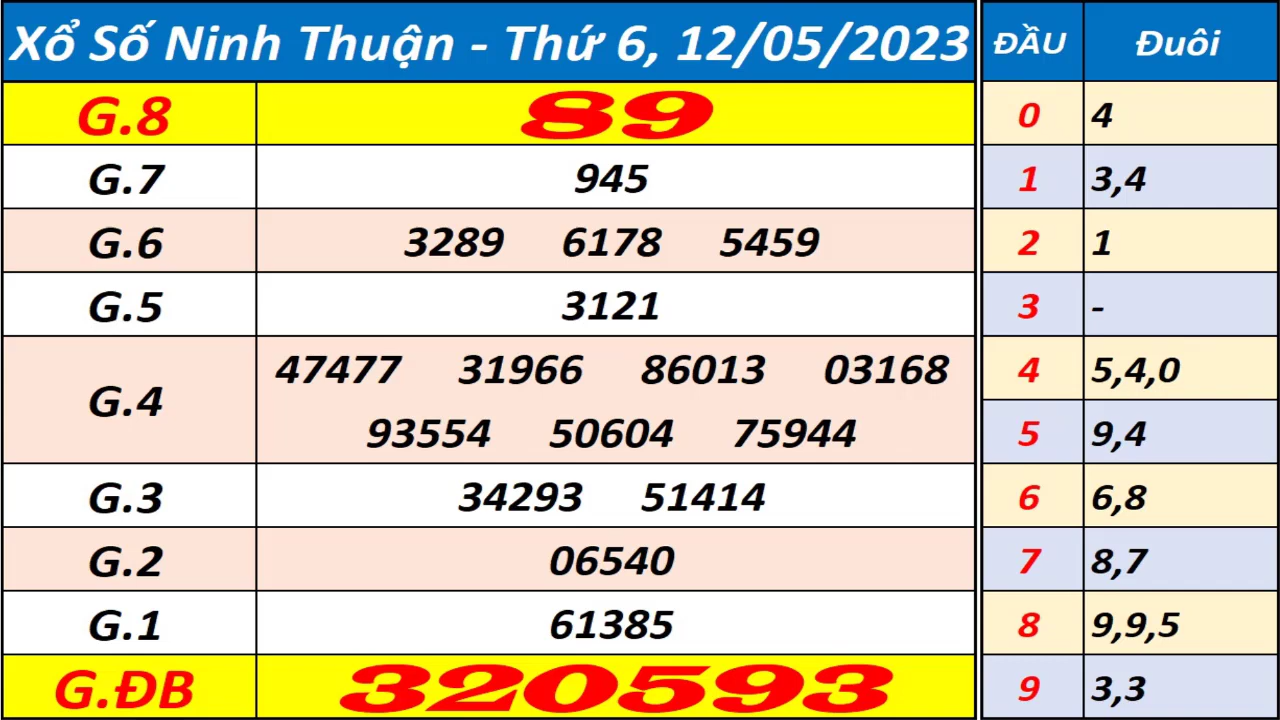 Xổ Số Ninh Thuận - Thứ 6, 12/05/2023
G.8 89
G.7 945
G.6 3289 6178 5459
G.5 3121
G.4 47477 31966 86013 03168
93554 50604 75944
G.3 34293 51414
G.2 06540
G.1 61385
G.ĐB 320593
ĐẦU Đuôi
0 4
1 3,4
2 1
3 -
4 5,4,0
5 9,4
6 6,8
7 8,7
8 9,9,5
9 3,3